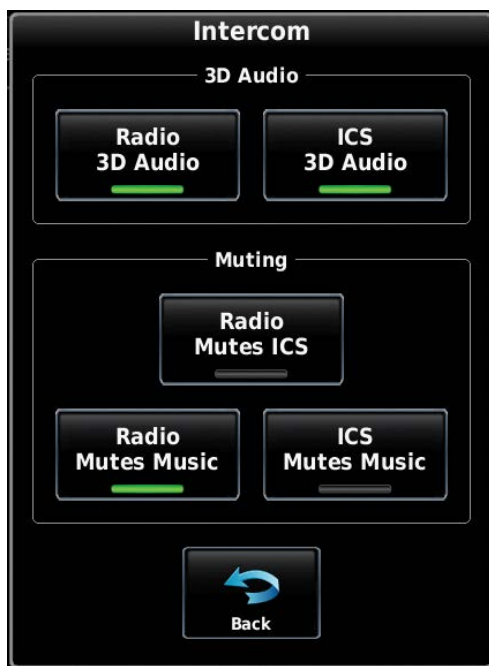 Intercom
3D Audio
Radio
3D Audio
ICS
3D Audio
Muting
Radio
Mutes ICS
Radio
Mutes Music
ICS
Mutes Music
Back